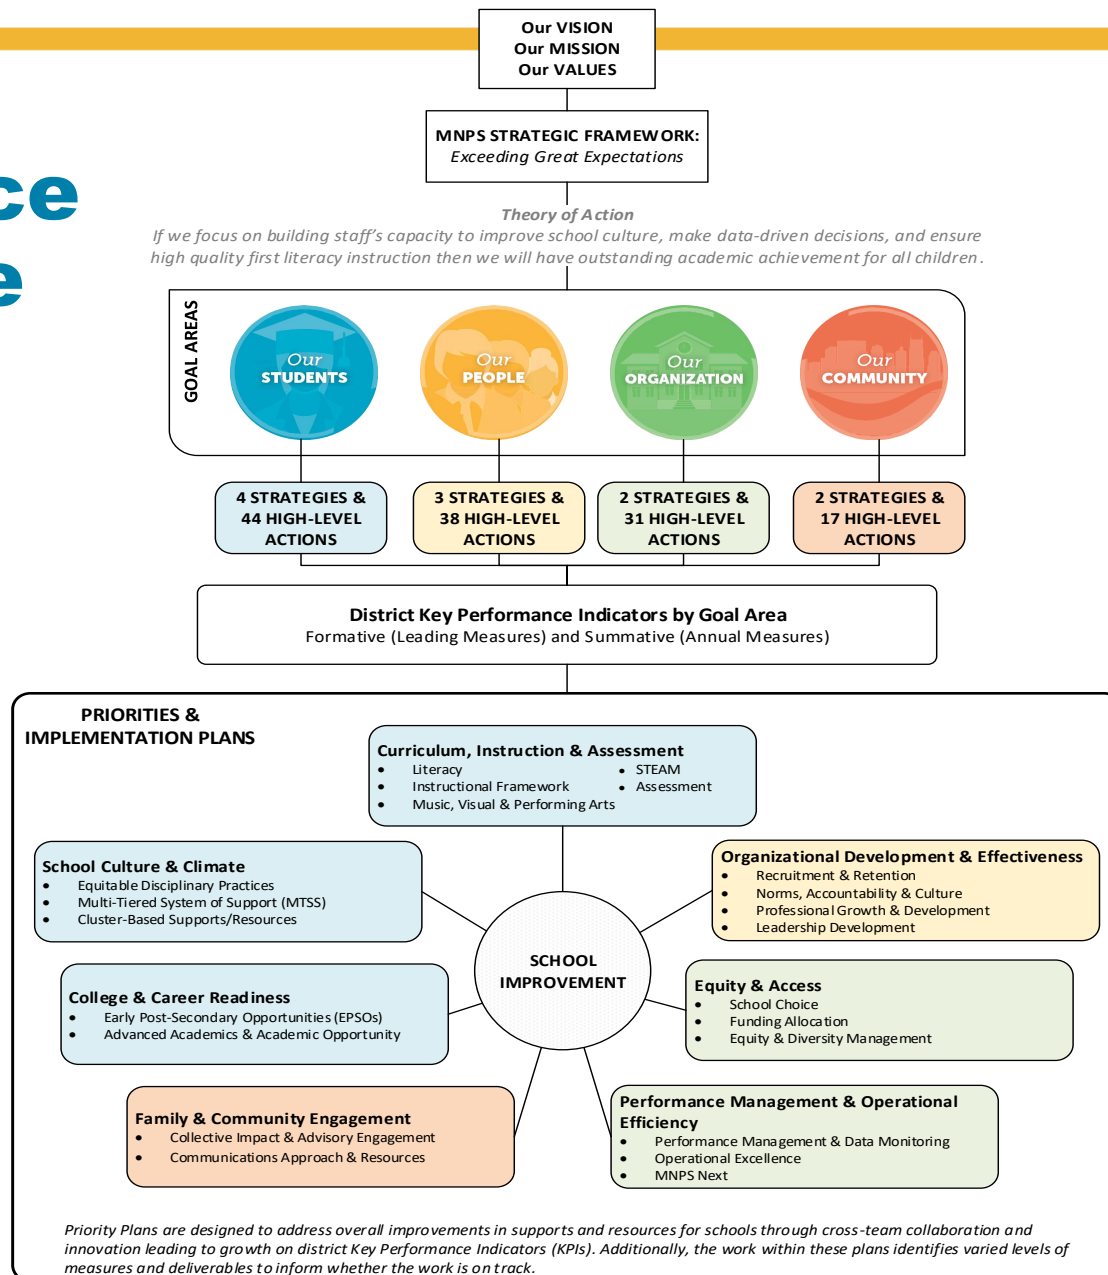 Our VISION
Our MISSION
Our VALUES
MNPS STRATEGIC FRAMEWORK:
Exceeding Great Expectations
ce
e
Theory of Action
If we focus on building staff's capacity to improve school culture, make data-driven decisions, and ensure
high quality first literacy instruction then we will have outstanding academic achievement for all children.
GOAL AREAS
Our
STUDENTS
Our
PEOPLE
Our
ORGANIZATION
Our
COMMUNITY
4 STRATEGIES &
44 HIGH-LEVEL
ACTIONS
3 STRATEGIES &
38 HIGH-LEVEL
ACTIONS
2 STRATEGIES &
31 HIGH-LEVEL
ACTIONS
2 STRATEGIES &
17 HIGH-LEVEL
ACTIONS
District Key Performance Indicators by Goal Area
Formative (Leading Measures) and Summative (Annual Measures)
PRIORITIES &
IMPLEMENTATION PLANS
Curriculum, Instruction & Assessment
• Literacy • STEAM
• Instructional Framework • Assessment
• Music, Visual & Performing Arts
School Culture & Climate
• Equitable Disciplinary Practices
• Multi-Tiered System of Support (MTSS)
• Cluster-Based Supports/Resources
Organizational Development & Effectiveness
• Recruitment & Retention
• Norms, Accountability & Culture
• Professional Growth & Development
• Leadership Development
SCHOOL
IMPROVEMENT
College & Career Readiness
• Early Post-Secondary Opportunities (EPSOs)
• Advanced Academics & Academic Opportunity
Equity & Access
• School Choice
• Funding Allocation
• Equity & Diversity Management
Family & Community Engagement
• Collective Impact & Advisory Engagement
• Communications Approach & Resources
Performance Management & Operational
Efficiency
• Performance Management & Data Monitoring
• Operational Excellence
• MNPS Next
Priority Plans are designed to address overall improvements in supports and resources for schools through cross-team collaboration and
innovation leading to growth on district Key Performance Indicators (KPIs). Additionally, the work within these plans identifies varied levels of
measures and deliverables to inform whether the work is on track.